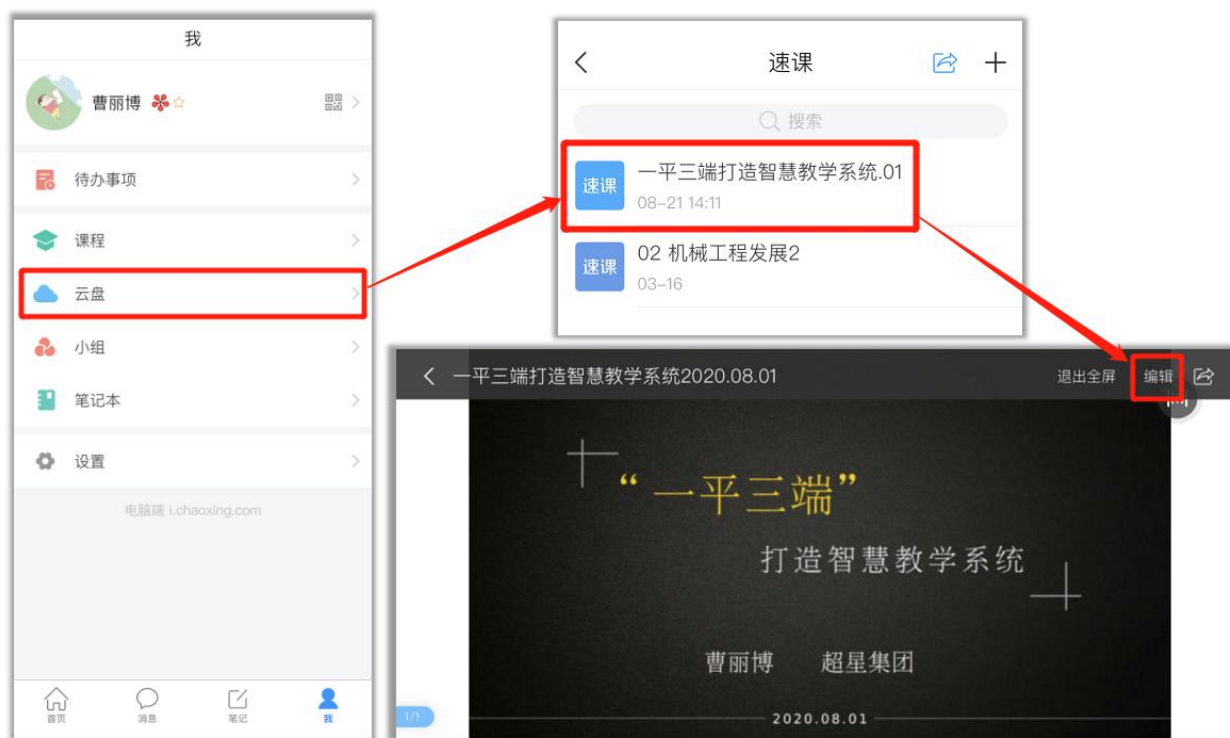 我
曹丽博
待办事项
课程
云盘
小组
笔记本
设置
电脑端 i.chaoxing.com
首页
消息
笔记
我
速课
搜索
速课
一平三端打造智慧教学系统.01
08-21 14:11
速课
02 机械工程发展2
03-16
一平三端打造智慧教学系统2020.08.01
退出全屏
编辑
“一平三端”
打造智慧教学系统
曹丽博 超星集团
1/1
2020.08.01